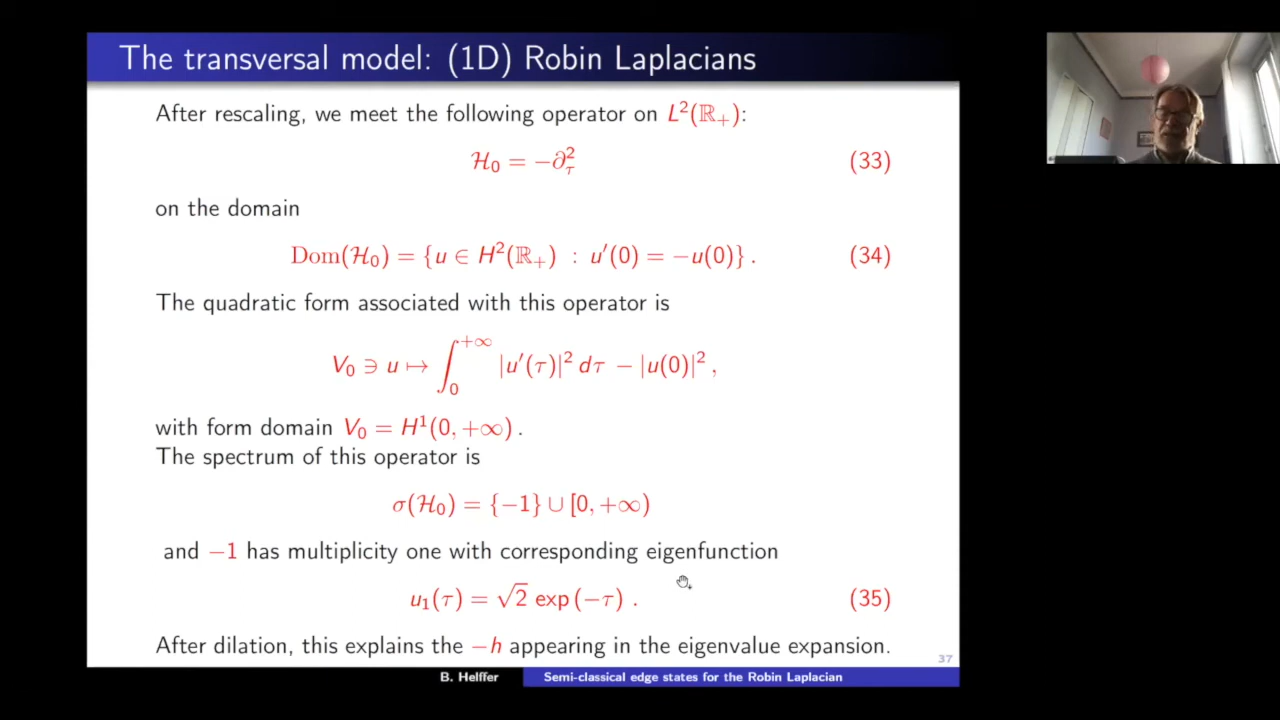 The transversal model: (1D) Robin Laplacians
After rescaling, we meet the following operator on L²(ℝ₊):
ℋ₀ = −∂²_τ (33)
on the domain
Dom(ℋ₀) = {u ∈ H²(ℝ₊) : u′(0) = −u(0)} . (34)
The quadratic form associated with this operator is
V₀ ∋ u ↦ ∫₀^{+∞} |u′(τ)|² dτ − |u(0)|² ,
with form domain V₀ = H¹(0, +∞) .
The spectrum of this operator is
σ(ℋ₀) = {−1} ∪ [0, +∞)
and −1 has multiplicity one with corresponding eigenfunction
u₁(τ) = √2 exp (−τ) . (35)
After dilation, this explains the −h appearing in the eigenvalue expansion.
37
B. Helffer Semi-classical edge states for the Robin Laplacian